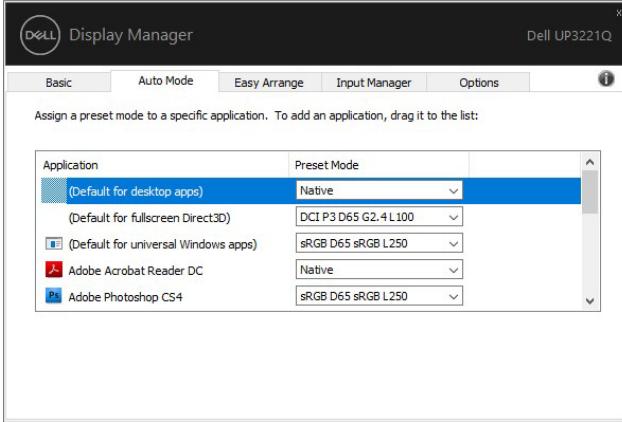 DELL Display Manager Dell UP3221Q
Basic Auto Mode Easy Arrange Input Manager Options
Assign a preset mode to a specific application. To add an application, drag it to the list:
Application Preset Mode
(Default for desktop apps) Native
(Default for fullscreen Direct3D) DCI P3 D65 G2.4 L100
(Default for universal Windows apps) sRGB D65 sRGB L250
Adobe Acrobat Reader DC Native
Ps Adobe Photoshop CS4 sRGB D65 sRGB L250